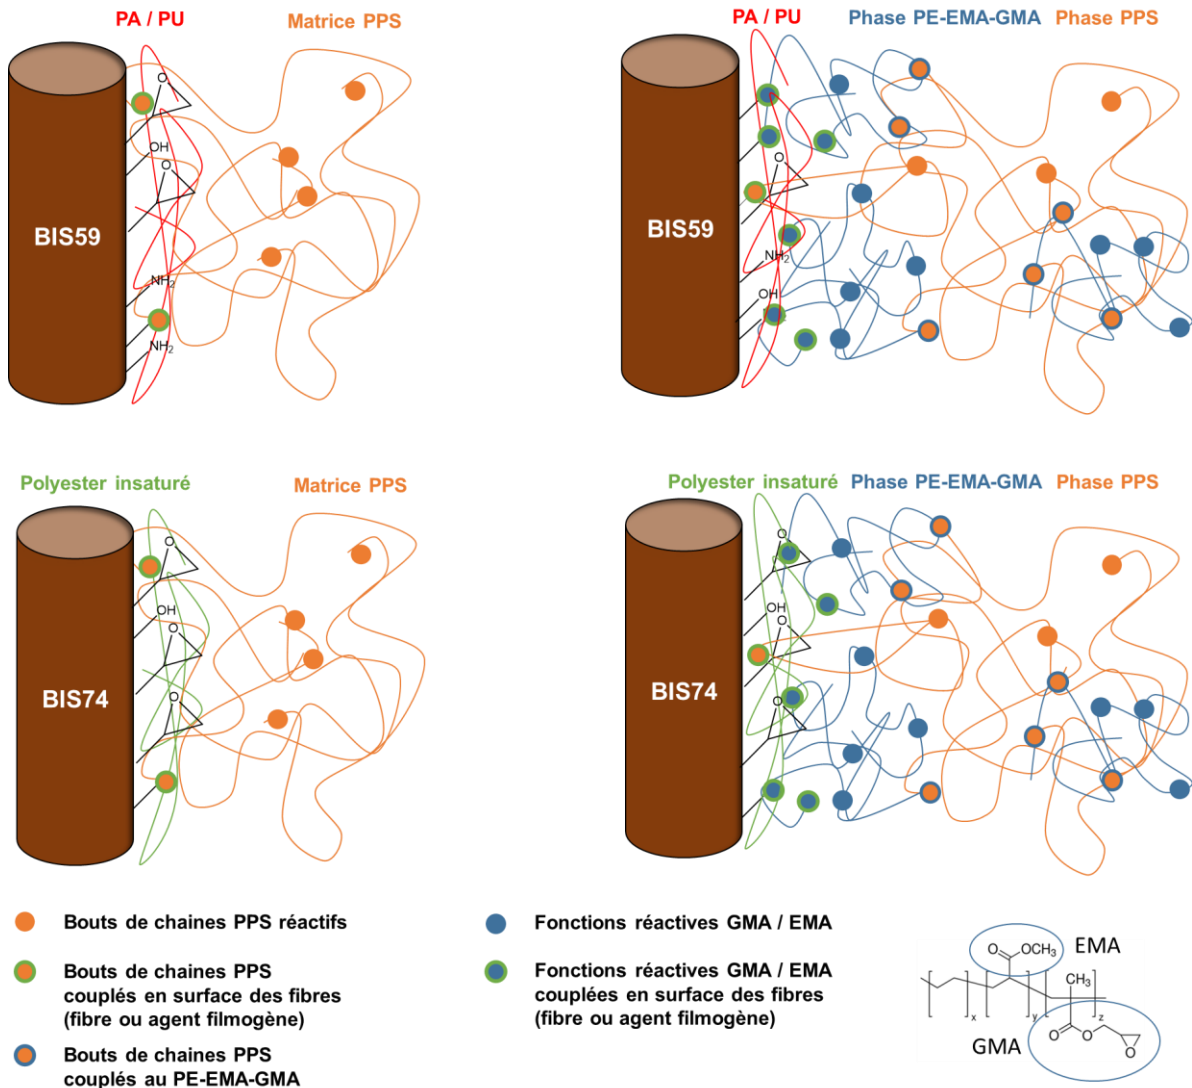 PA / PU
Matrice PPS
O
OH
O
BIS59
NH2
NH2
PA / PU
Phase PE-EMA-GMA
Phase PPS
O
BIS59
NH2
OH
Polyester insaturé
Matrice PPS
O
OH
O
O
BIS74
Polyester insaturé
Phase PE-EMA-GMA
Phase PPS
O
OH
O
O
BIS74
Bouts de chaines PPS réactifs
Bouts de chaines PPS
couplés en surface des fibres
(fibre ou agent filmogène)
Bouts de chaines PPS
couplés au PE-EMA-GMA
Fonctions réactives GMA / EMA
Fonctions réactives GMA / EMA
couplées en surface des fibres
(fibre ou agent filmogène)
O
OCH3
EMA
CH3
x
y
z
GMA
O
O
O